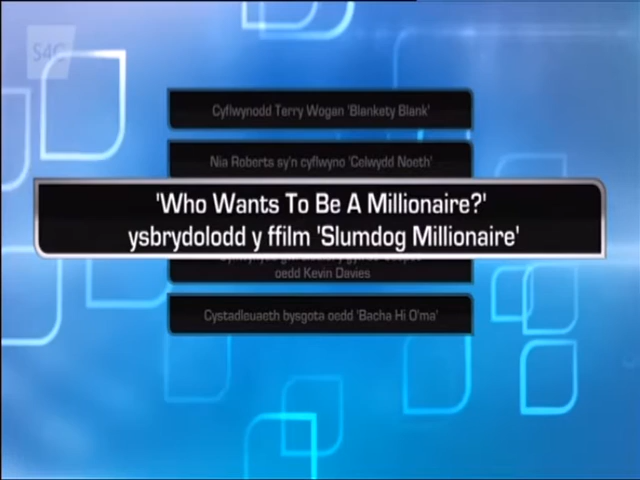 S4C
Cyflwynodd Terry Wogan 'Blankety Blank'
Nia Roberts sy'n cyflwyno 'Celwydd Noeth'
'Who Wants To Be A Millionaire?'
ysbrydolodd y ffilm 'Slumdog Millionaire'
oedd Kevin Davies
Cystadleuaeth bysgota oedd 'Bacha Hi O'ma'